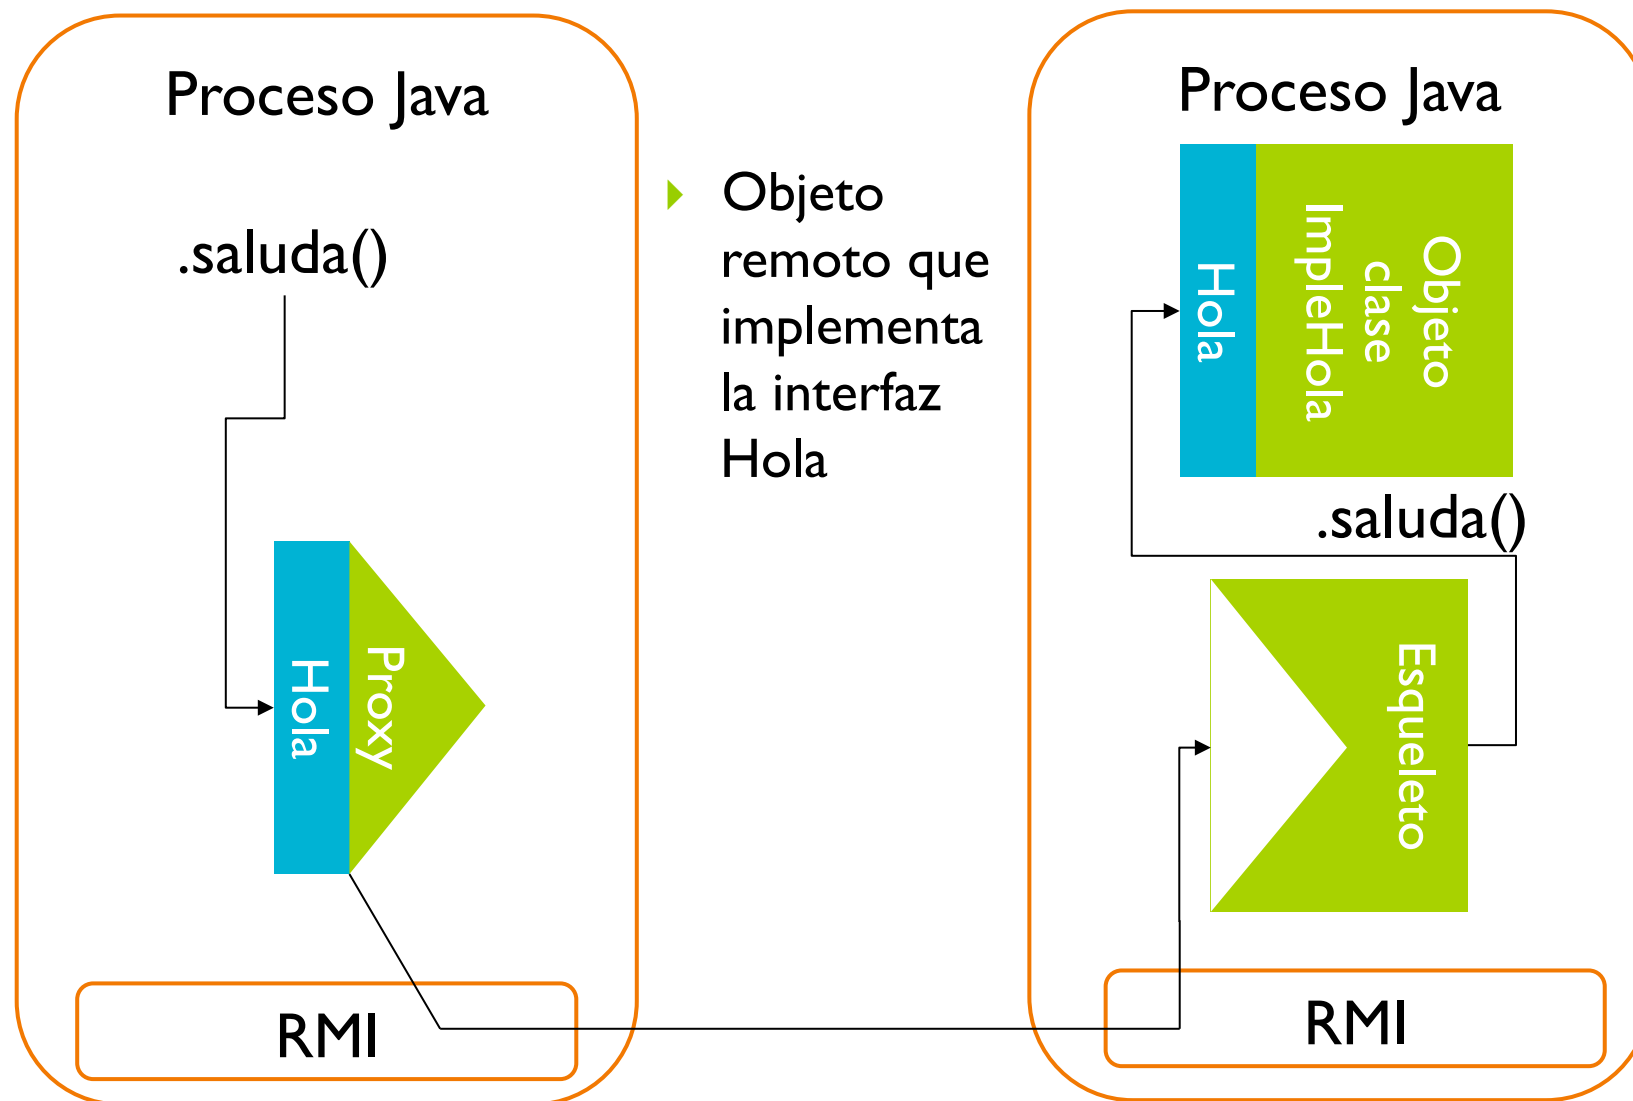 Proceso Java
.saluda()
Hola
Proxy
RMI
Objeto
remoto que
implementa
la interfaz
Hola
Proceso Java
Hola
Objeto
clase
ImpleHola
.saluda()
Esqueleto
RMI